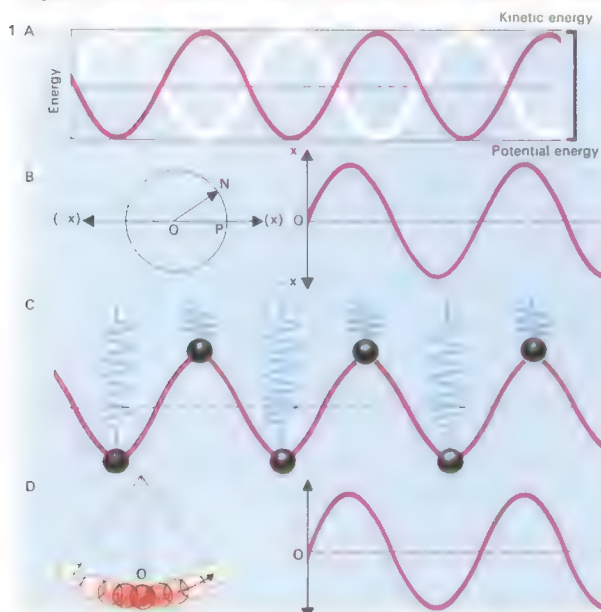 Kinetic energy
1 A
Energy
Potential energy
B
x
N
(x)
O
P
(x)
O
x
C
D
O
O